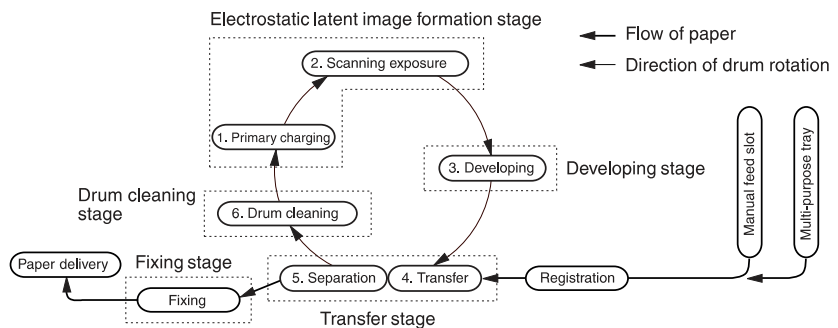 Electrostatic latent image formation stage
2. Scanning exposure
Flow of paper
Direction of drum rotation
1. Primary charging
3. Developing
Developing stage
Manual feed slot
Multi-purpose tray
Drum cleaning
stage
6. Drum cleaning
Paper delivery
Fixing stage
5. Separation
4. Transfer
Registration
Fixing
Transfer stage